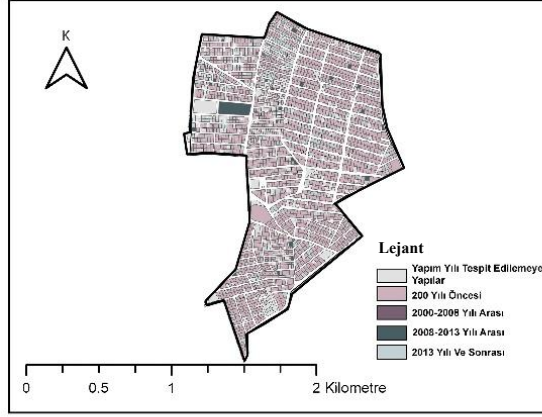 K
Lejant
Yapım Yılı Tespit Edilemeye
Yapılar
200 Yılı Öncesi
2000-2008 Yılı Arası
2008-2013 Yılı Arası
2013 Yılı Ve Sonrası
0 0.5 1 2 Kilometre